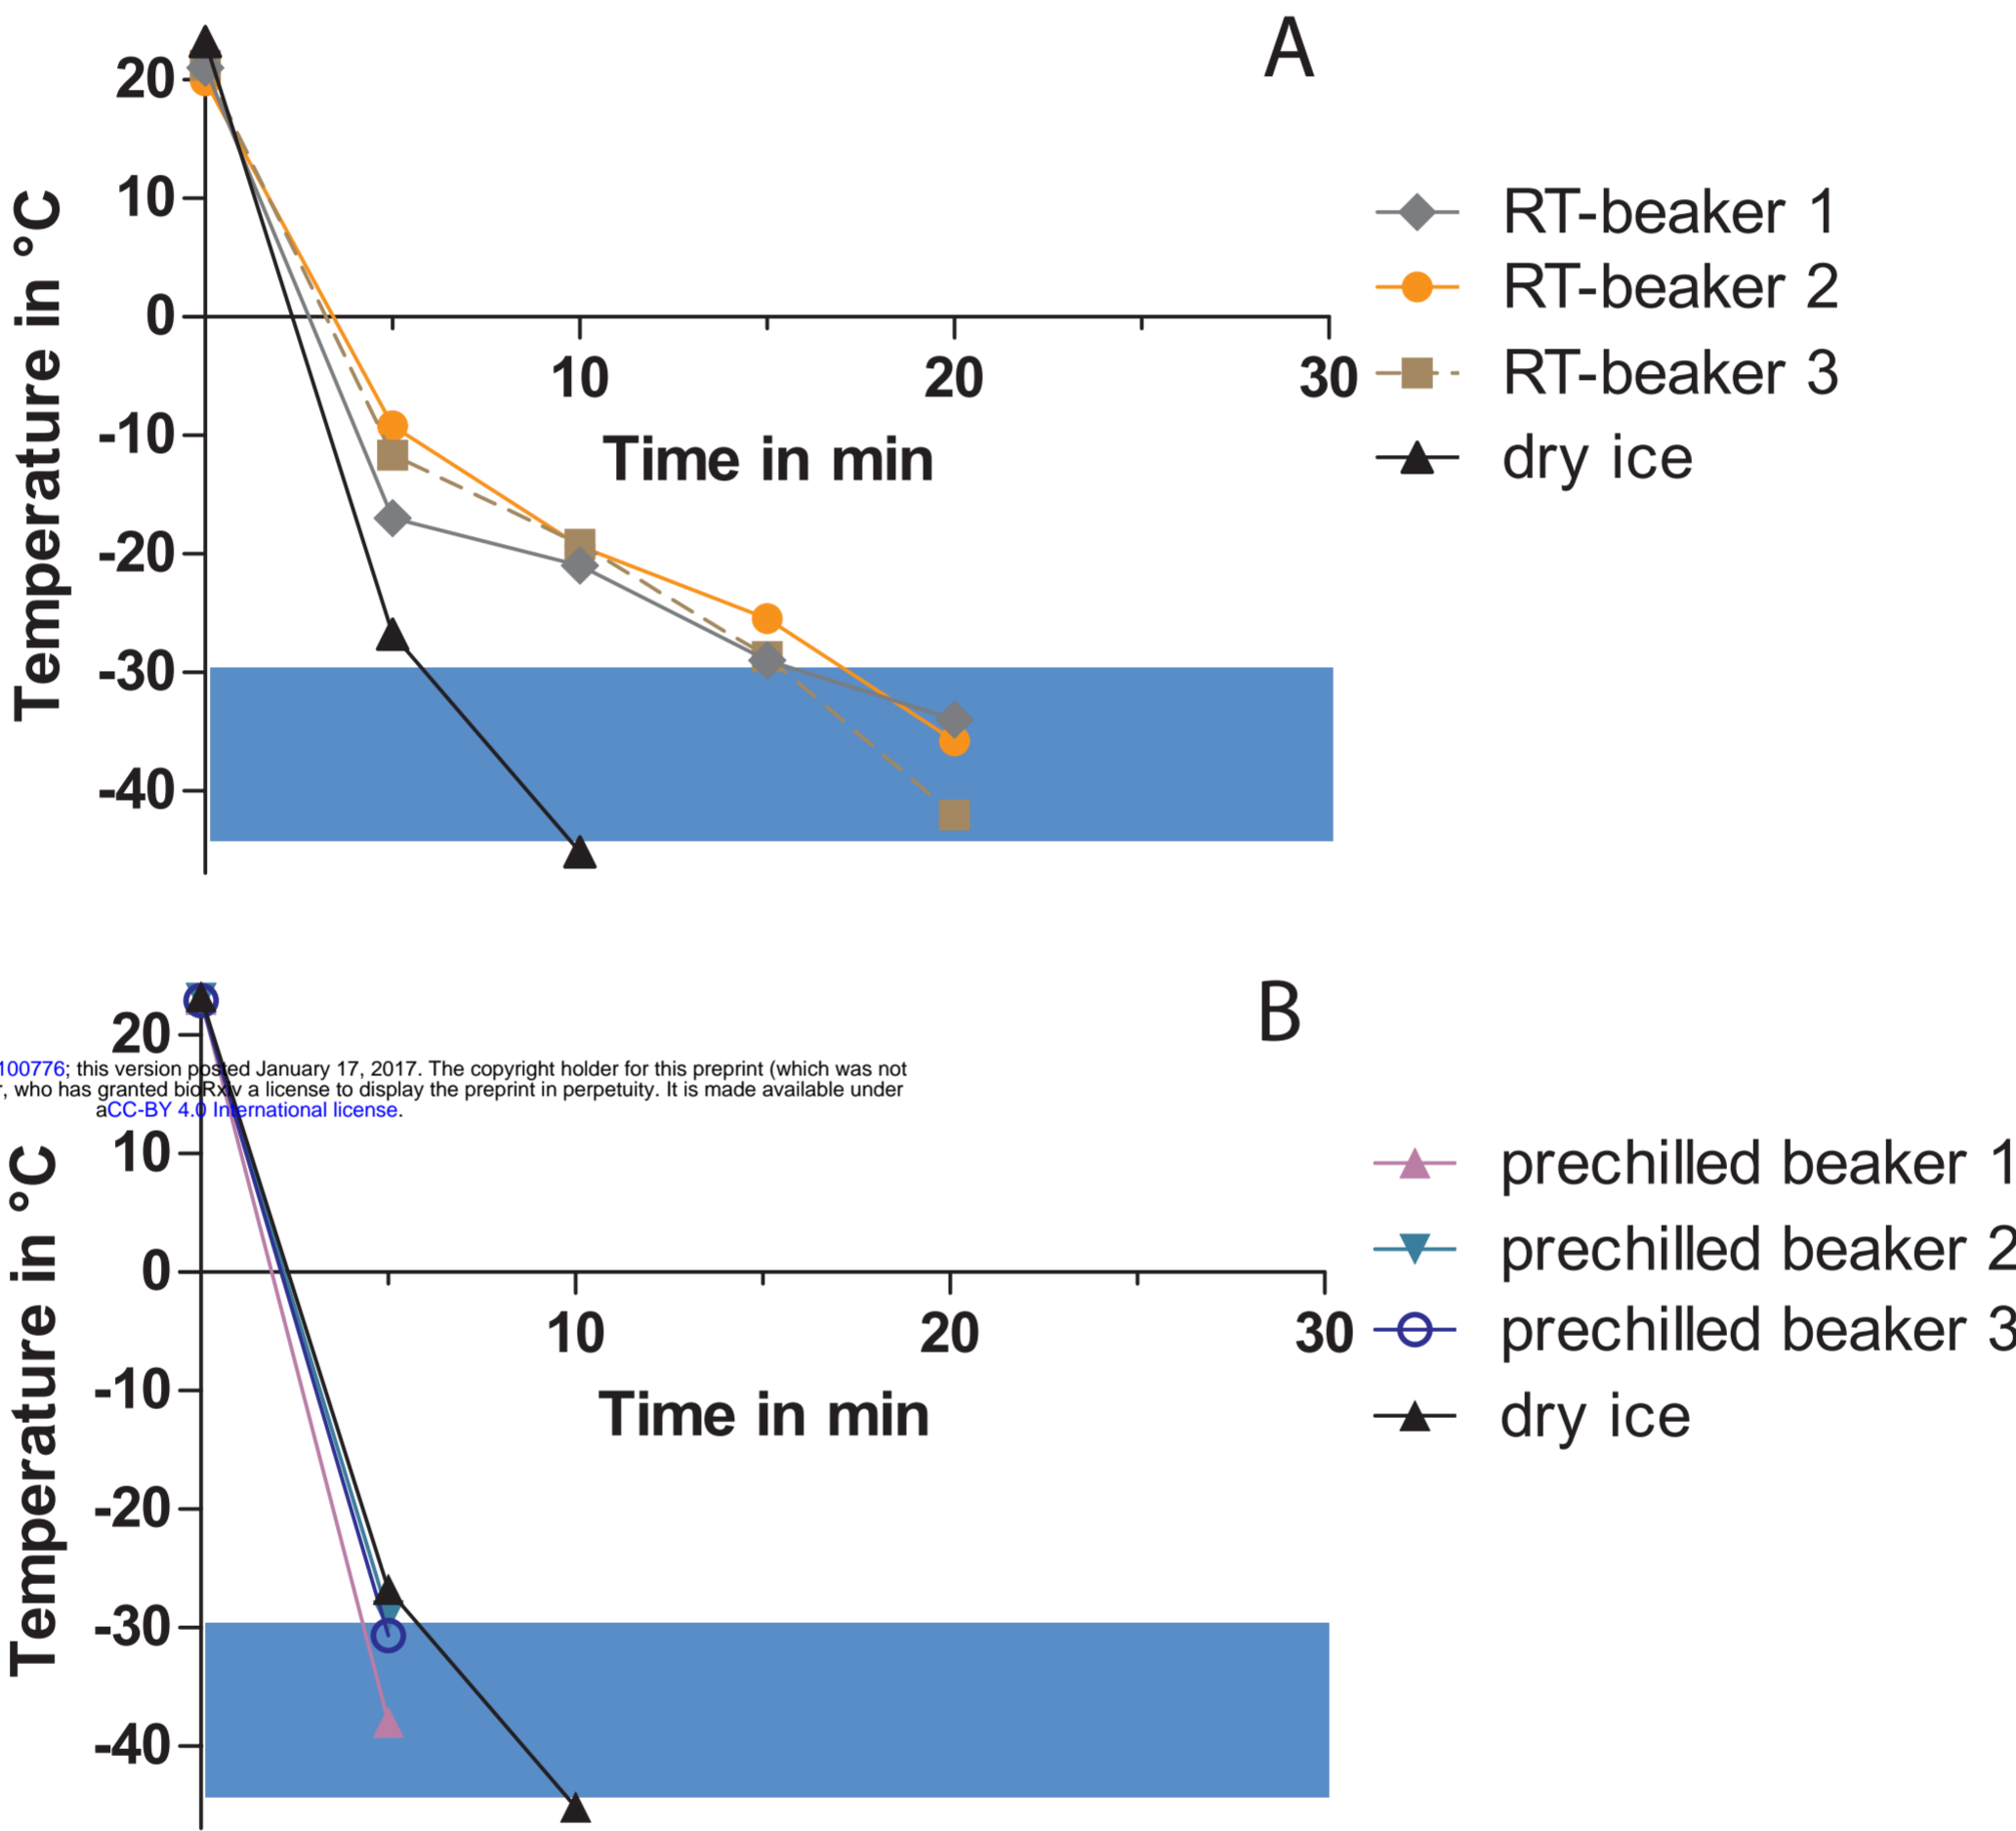 A
20
10
0
-10
-20
-30
-40
Temperature in °C
10
20
30
Time in min
RT-beaker 1
RT-beaker 2
RT-beaker 3
dry ice
B
20
10
0
-10
-20
-30
-40
Temperature in °C
100776; this version posted January 17, 2017. The copyright holder for this preprint (which was not
, who has granted bioRxiv a license to display the preprint in perpetuity. It is made available under
aCC-BY 4.0 International license.
10
20
30
Time in min
prechilled beaker 1
prechilled beaker 2
prechilled beaker 3
dry ice